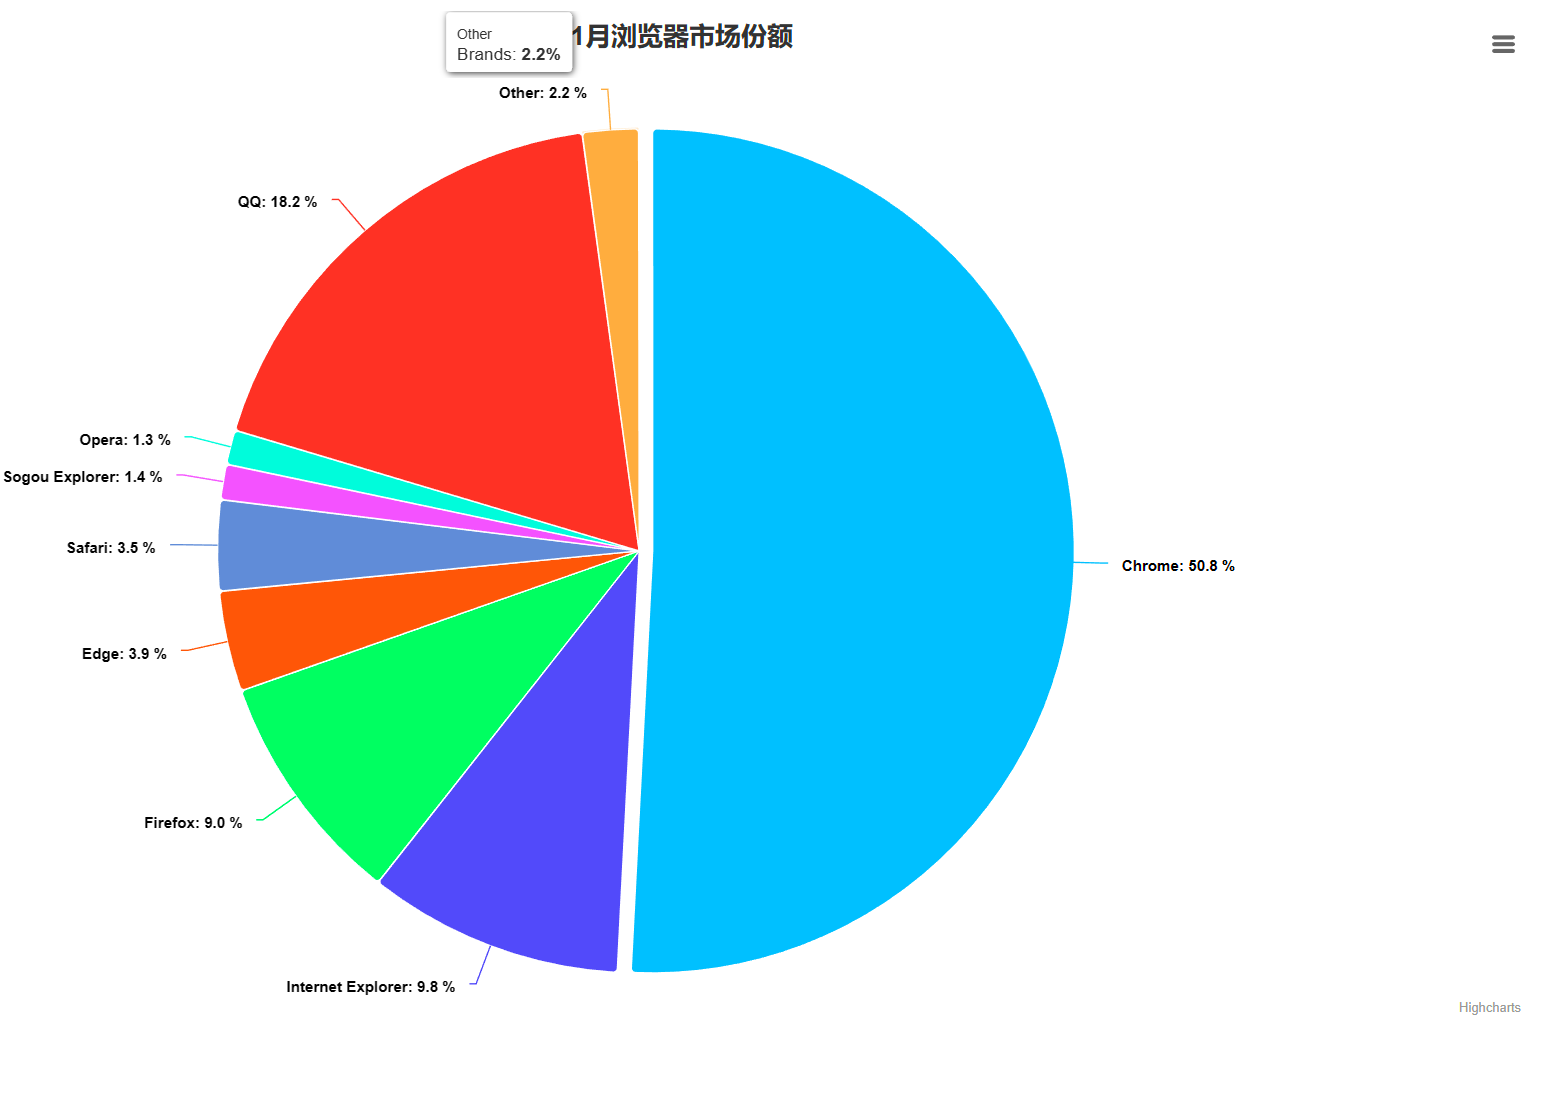 Other
Brands: 2.2%
1月浏览器市场份额
Other: 2.2 %
QQ: 18.2 %
Opera: 1.3 %
Sogou Explorer: 1.4 %
Safari: 3.5 %
Chrome: 50.8 %
Edge: 3.9 %
Firefox: 9.0 %
Internet Explorer: 9.8 %
Highcharts